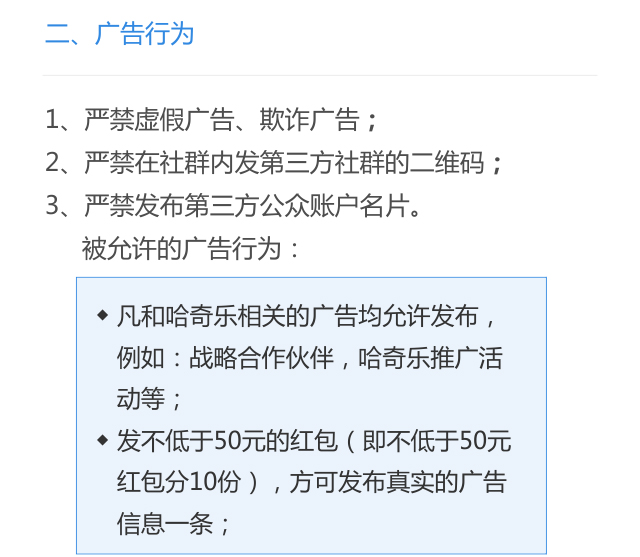 二、广告行为
1、严禁虚假广告、欺诈广告；
2、严禁在社群内发第三方社群的二维码；
3、严禁发布第三方公众账户名片。
被允许的广告行为：
◆ 凡和哈奇乐相关的广告均允许发布，
例如：战略合作伙伴，哈奇乐推广活
动等；
◆ 发不低于50元的红包（即不低于50元
红包分10份），方可发布真实的广告
信息一条；